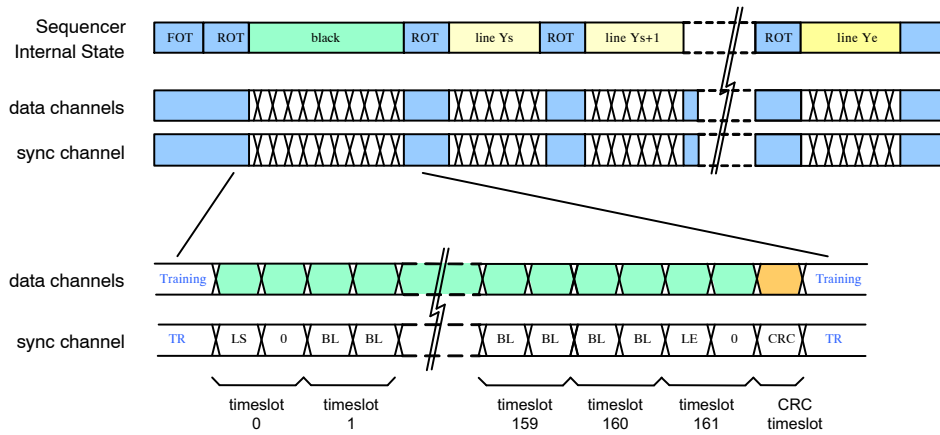 Sequencer
Internal State
FOT ROT black ROT line Ys ROT line Ys+1 ROT line Ye
data channels
sync channel
data channels
Training Training
sync channel
TR LS 0 BL BL BL BL BL BL LE 0 CRC TR
timeslot timeslot timeslot timeslot timeslot CRC
0 1 159 160 161 timeslot